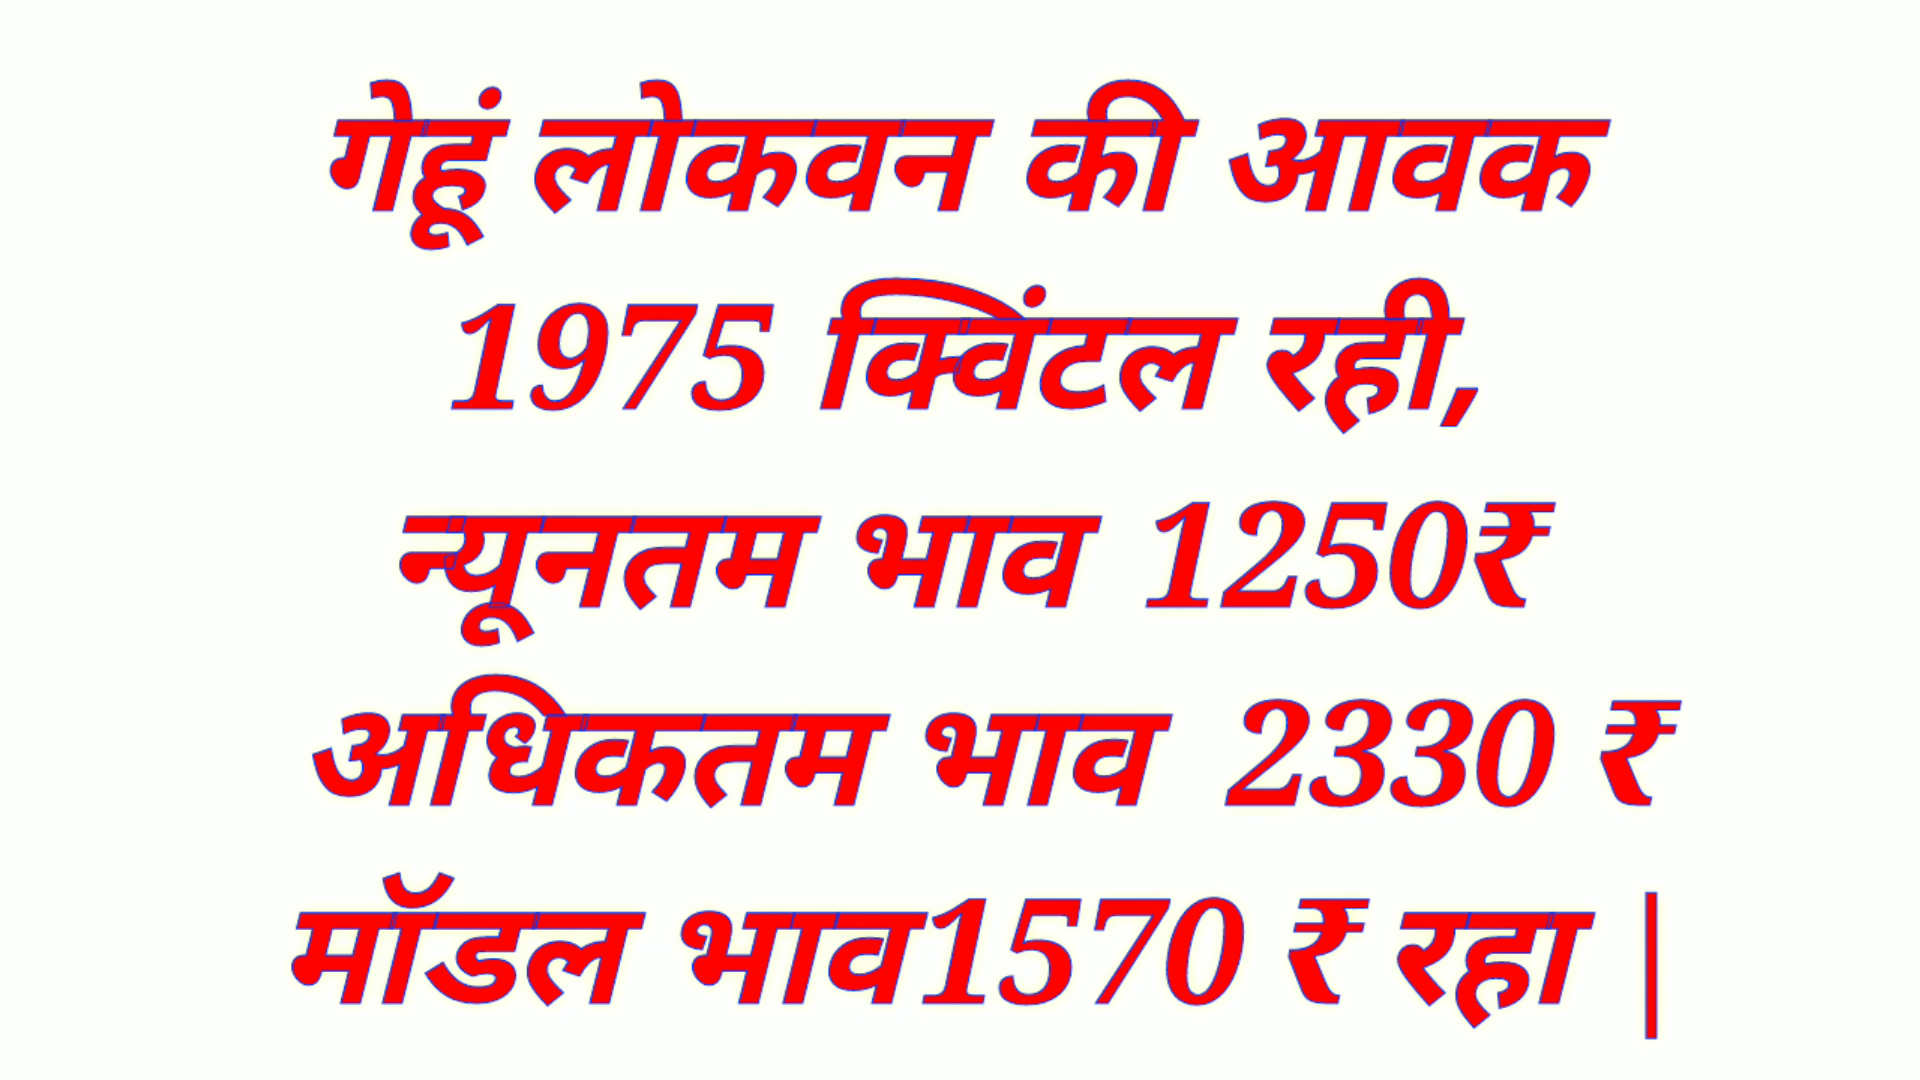 गेहूं लोकवन की आवक
1975 क्विंटल रही,
न्यूनतम भाव 1250₹
अधिकतम भाव 2330 ₹
मॉडल भाव1570 ₹ रहा |